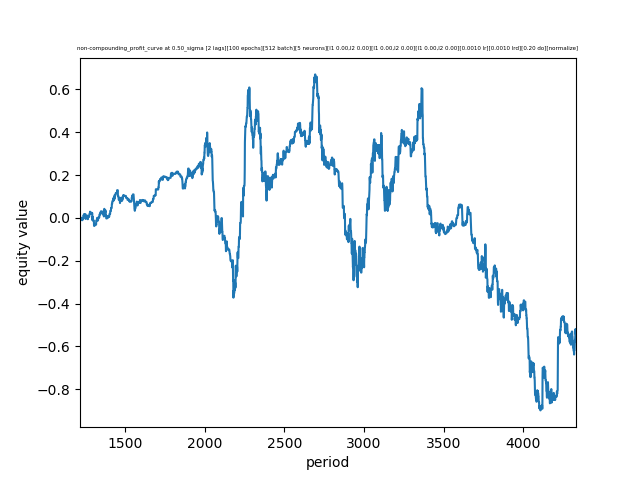 non-compounding_profit_curve at 0.50_sigma [2 lags][100 epochs][512 batch][5 neurons][l1 0.00,l2 0.00][l1 0.00,l2 0.00][l1 0.00,l2 0.00][0.0010 lr][0.0010 lrd][0.20 do][normalize]
0.6
0.4
0.2
0.0
−0.2
−0.4
−0.6
−0.8
equity value
1500 2000 2500 3000 3500 4000
period